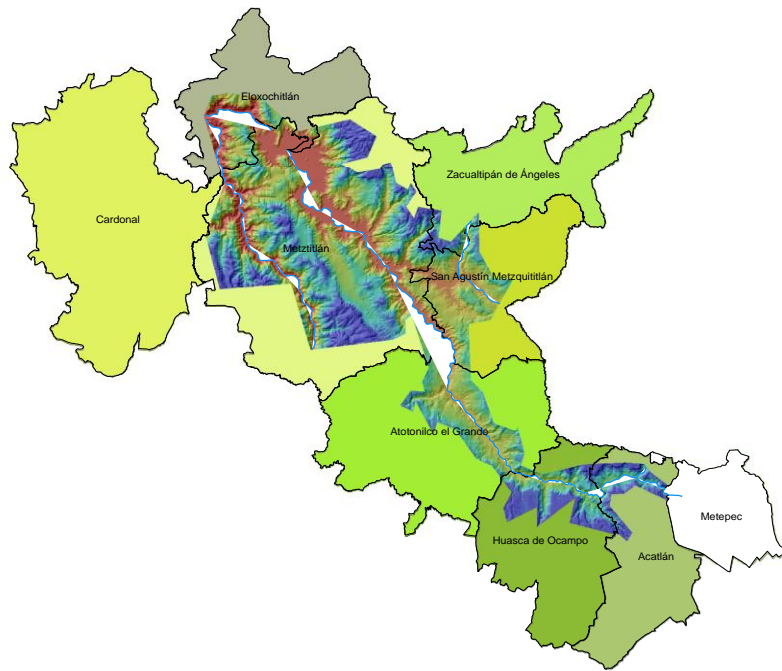 Eloxochitlán
Zacualtipán de Ángeles
Cardonal
Metztitlán
San Agustín Metzquititlán
Atotonilco el Grande
Metepec
Huasca de Ocampo
Acatlán